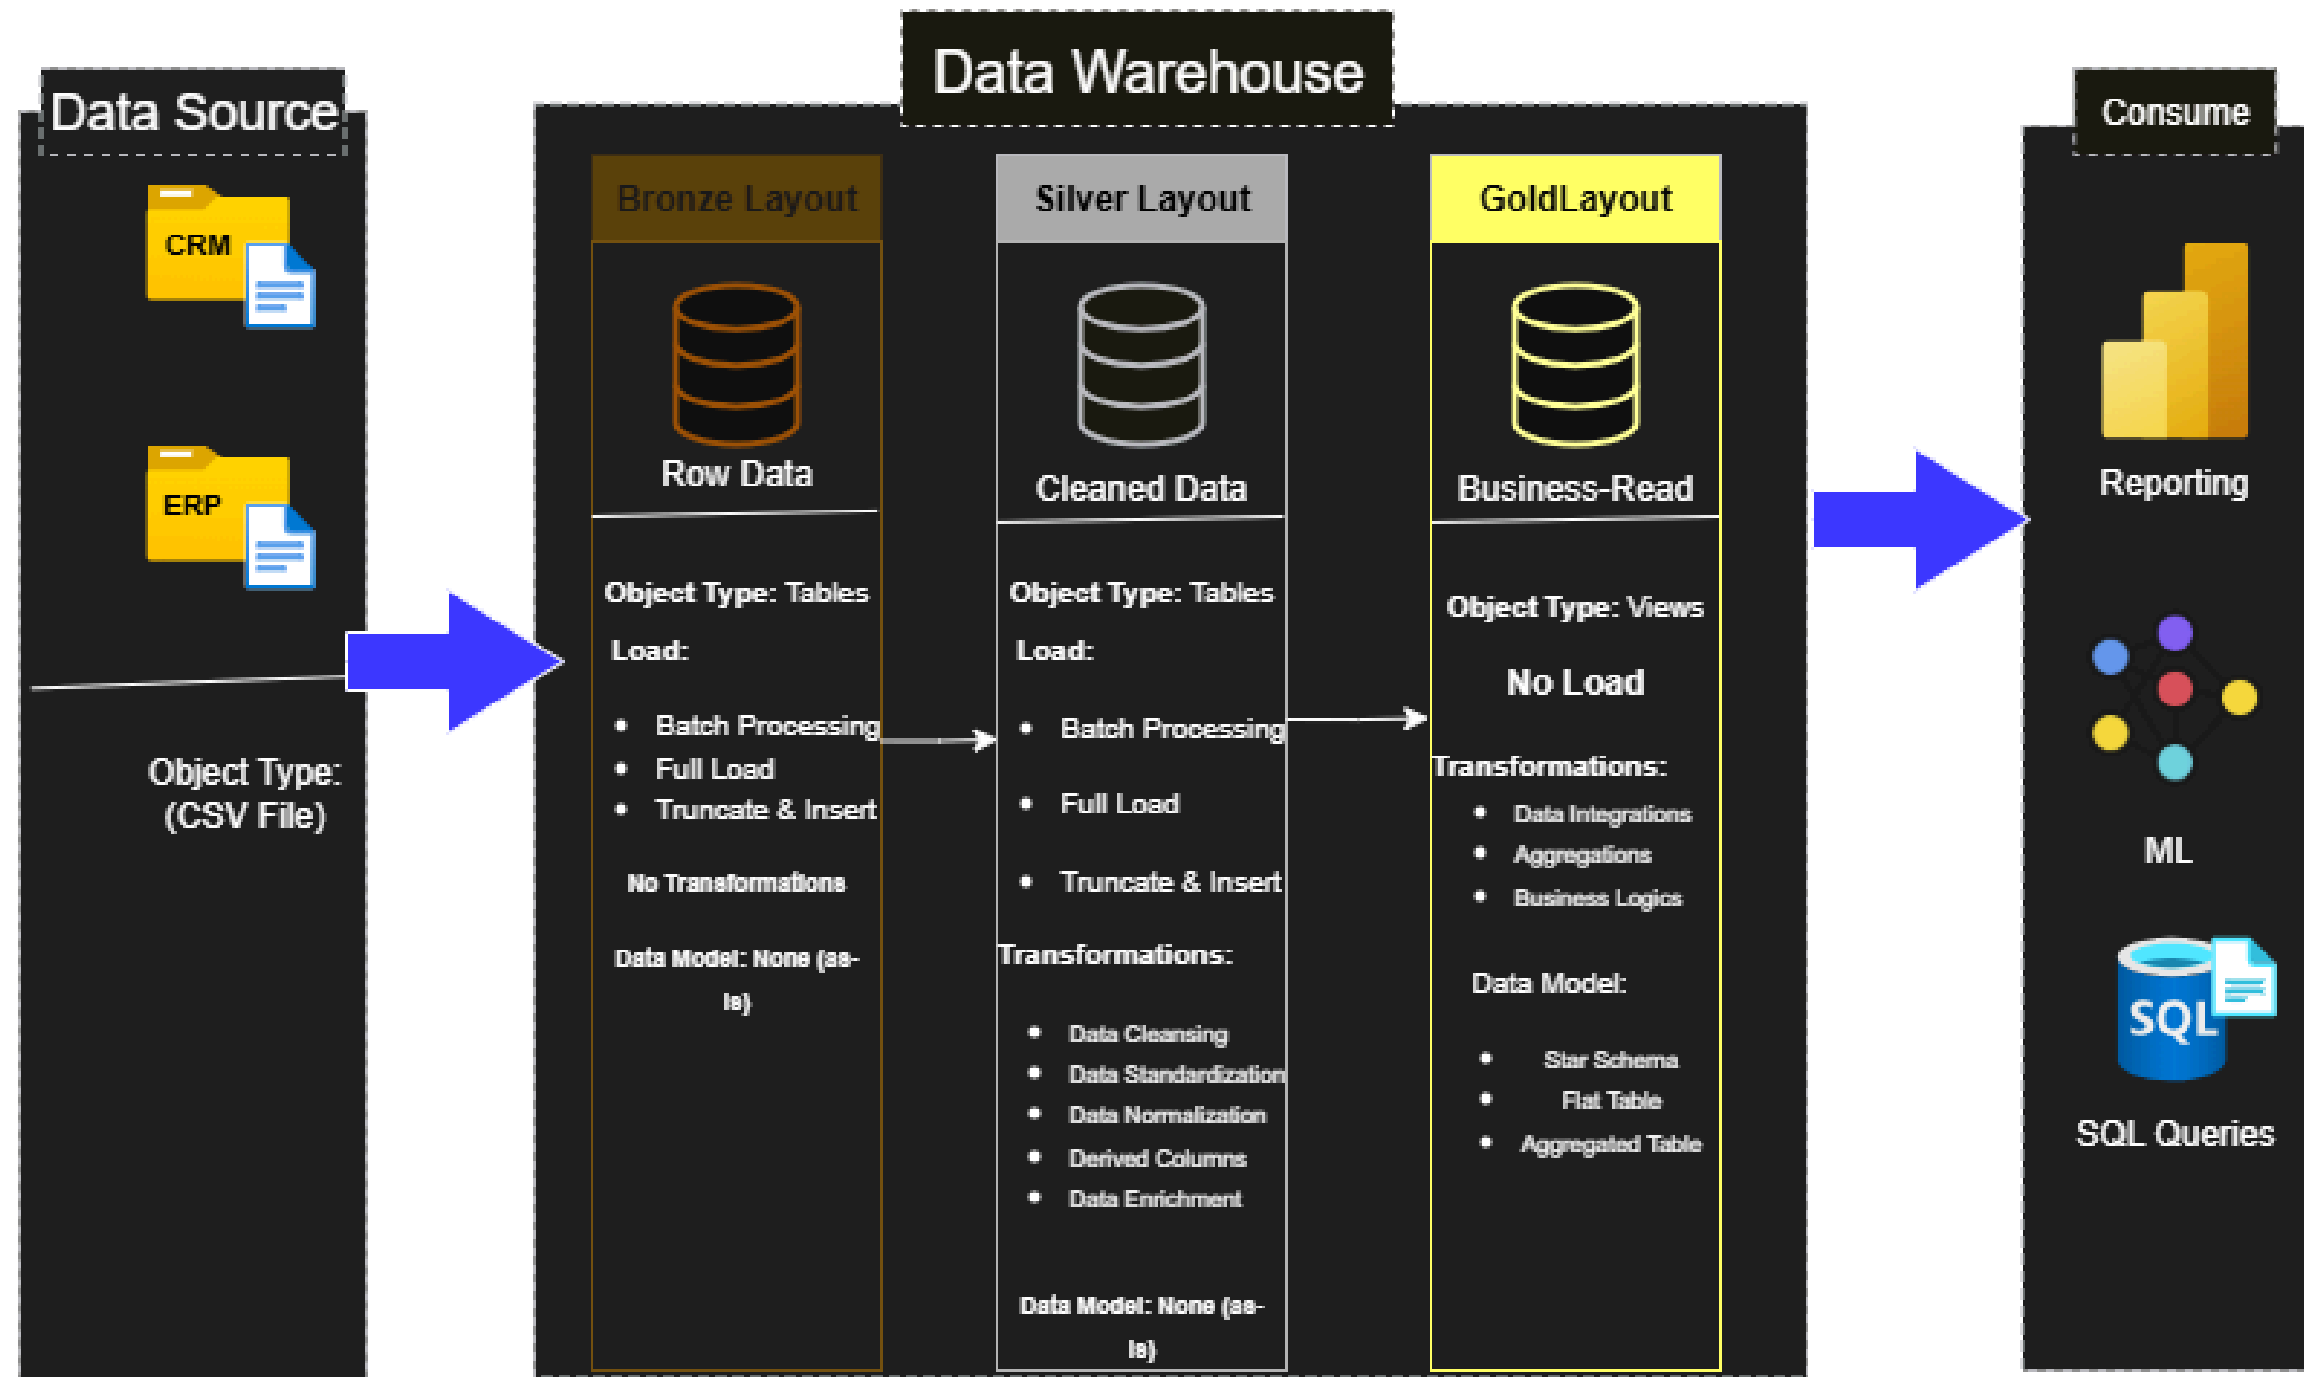 Data Source
CRM
ERP
Object Type:
(CSV File)
Data Warehouse
Bronze Layout
Row Data
Object Type: Tables
Load:
Batch Processing
Full Load
Truncate & Insert
No Transformations
Data Model: None (as-
is)
Silver Layout
Cleaned Data
Object Type: Tables
Load:
Batch Processing
Full Load
Truncate & Insert
Transformations:
Data Cleansing
Data Standardization
Data Normalization
Derived Columns
Data Enrichment
Data Model: None (as-
is)
GoldLayout
Business-Read
Object Type: Views
No Load
Transformations:
Data Integrations
Aggregations
Business Logics
Data Model:
Star Schema
Flat Table
Aggregated Table
Consume
Reporting
ML
SQL
SQL Queries